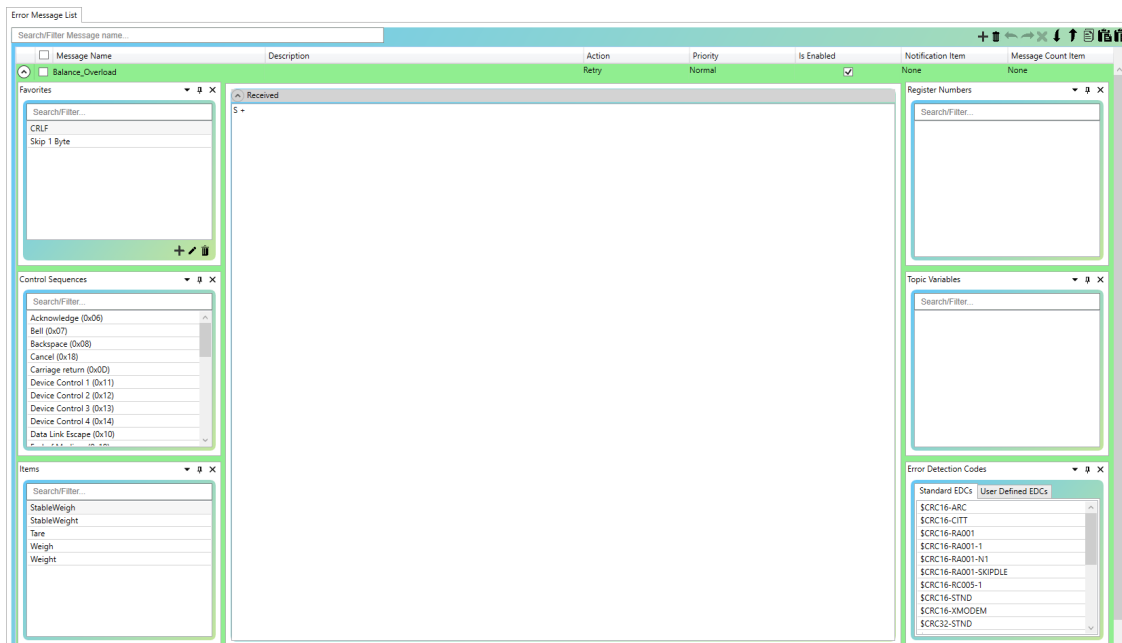 Error Message List
Search/Filter Message name...
Message Name Description Action Priority Is Enabled Notification Item Message Count Item
Balance_Overload Retry Normal None None
Favorites
Search/Filter...
CRLF
Skip 1 Byte
Control Sequences
Search/Filter...
Acknowledge (0x06)
Bell (0x07)
Backspace (0x08)
Cancel (0x18)
Carriage return (0x0D)
Device Control 1 (0x11)
Device Control 2 (0x12)
Device Control 3 (0x13)
Device Control 4 (0x14)
Data Link Escape (0x10)
Items
Search/Filter...
StableWeigh
StableWeight
Tare
Weigh
Weight
Received
S +
Register Numbers
Search/Filter...
Topic Variables
Search/Filter...
Error Detection Codes
Standard EDCs User Defined EDCs
$CRC16-ARC
$CRC16-CITT
$CRC16-RA001
$CRC16-RA001-1
$CRC16-RA001-N1
$CRC16-RA001-SKIPDLE
$CRC16-RC005-1
$CRC16-STND
$CRC16-XMODEM
$CRC32-STND